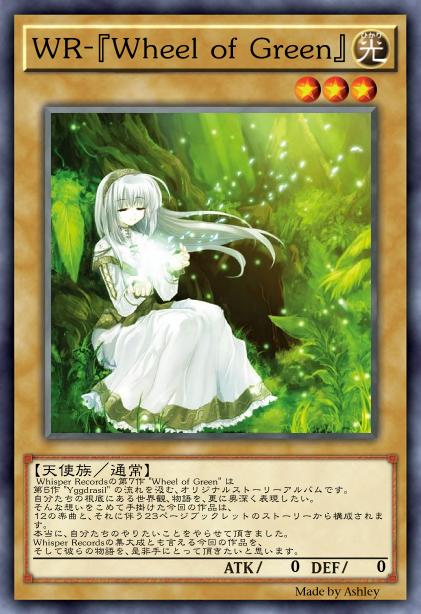 WR-『Wheel of Green』
光
ひかり
【天使族／通常】
Whisper Recordsの第7作 "Wheel of Green" は
第5作 "Yggdrasil" の流れを汲む、オリジナルストーリーアルバムです。
自分たちの根底にある世界観、物語を、更に奥深く表現したい。
そんな想いをこめて手掛けた今回の作品は、
12の楽曲と、それに伴う23ページブックレットのストーリーから構成されま
す。
本当に、自分たちのやりたいことをやらせて頂きました。
Whisper Recordsの集大成とも言える今回の作品を、
そして彼らの物語を、是非手にとって頂きたいと思います。
ATK/ 0 DEF/ 0
Made by Ashley